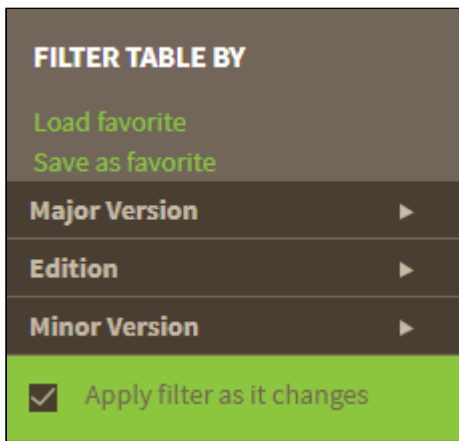 FILTER TABLE BY
Load favorite
Save as favorite
Major Version
Edition
Minor Version
Apply filter as it changes